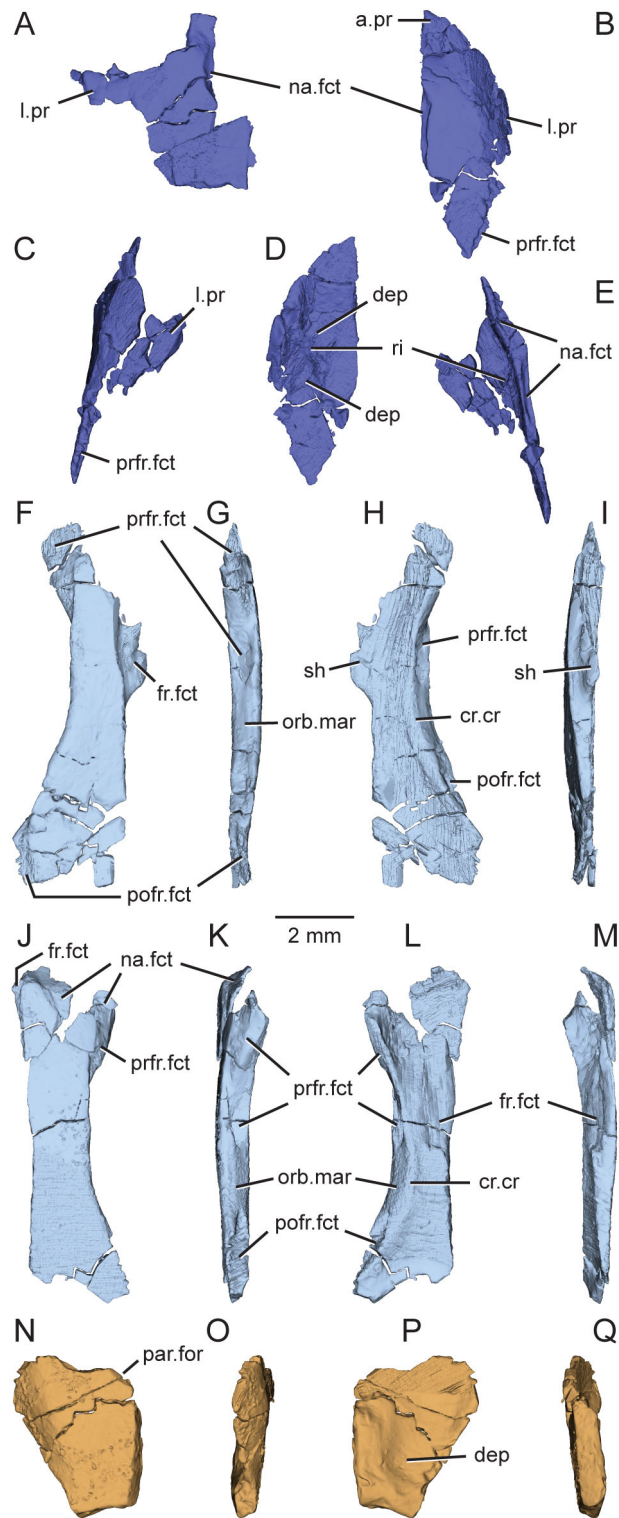 A
a.pr
B
na.fct
l.pr
l.pr
prfr.fct
C
D
l.pr
dep
E
ri
na.fct
dep
prfr.fct
F
prfr.fct
G
H
I
prfr.fct
sh
sh
fr.fct
orb.mar
cr.cr
pofr.fct
pofr.fct
2 mm
J
K
L
M
fr.fct
na.fct
prfr.fct
prfr.fct
fr.fct
orb.mar
cr.cr
pofr.fct
N
O
P
Q
par.for
dep